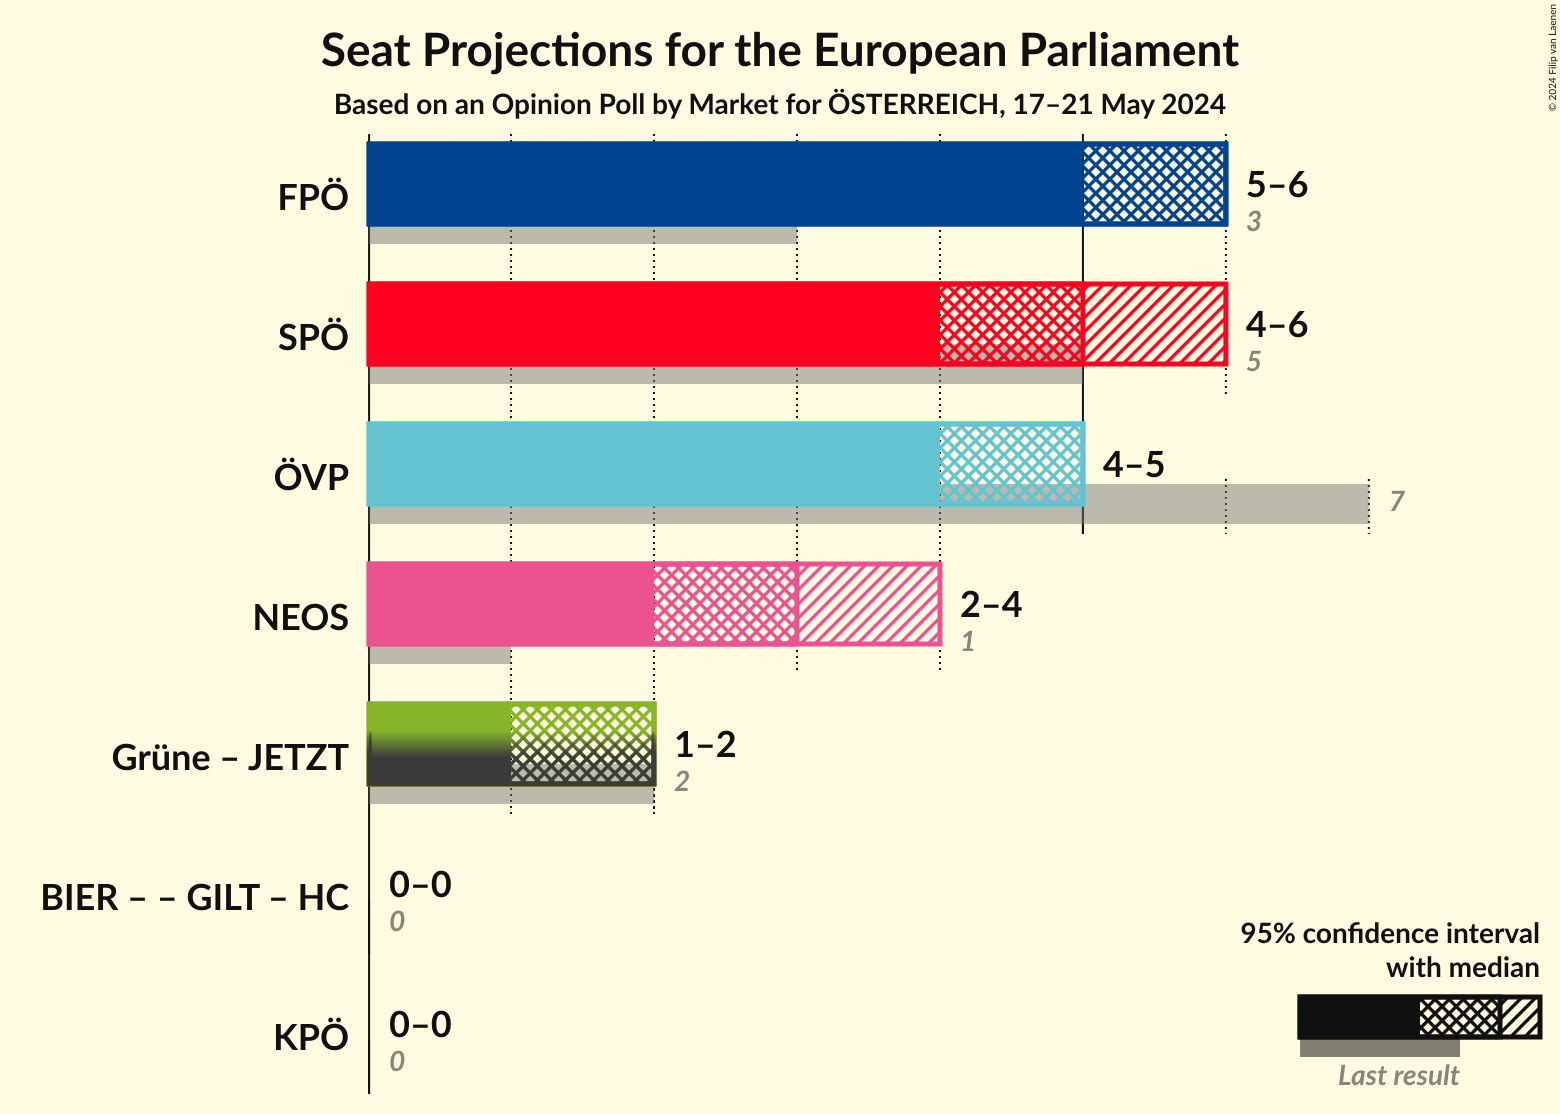 Seat Projections for the European Parliament
Based on an Opinion Poll by Market for ÖSTERREICH, 17–21 May 2024
© 2024 Filip van Laenen
FPÖ
5–6
3
SPÖ
4–6
5
ÖVP
4–5
7
NEOS
2–4
1
Grüne – JETZT
1–2
2
BIER – – GILT – HC
0–0
0
KPÖ
0–0
0
95% confidence interval
with median
Last result